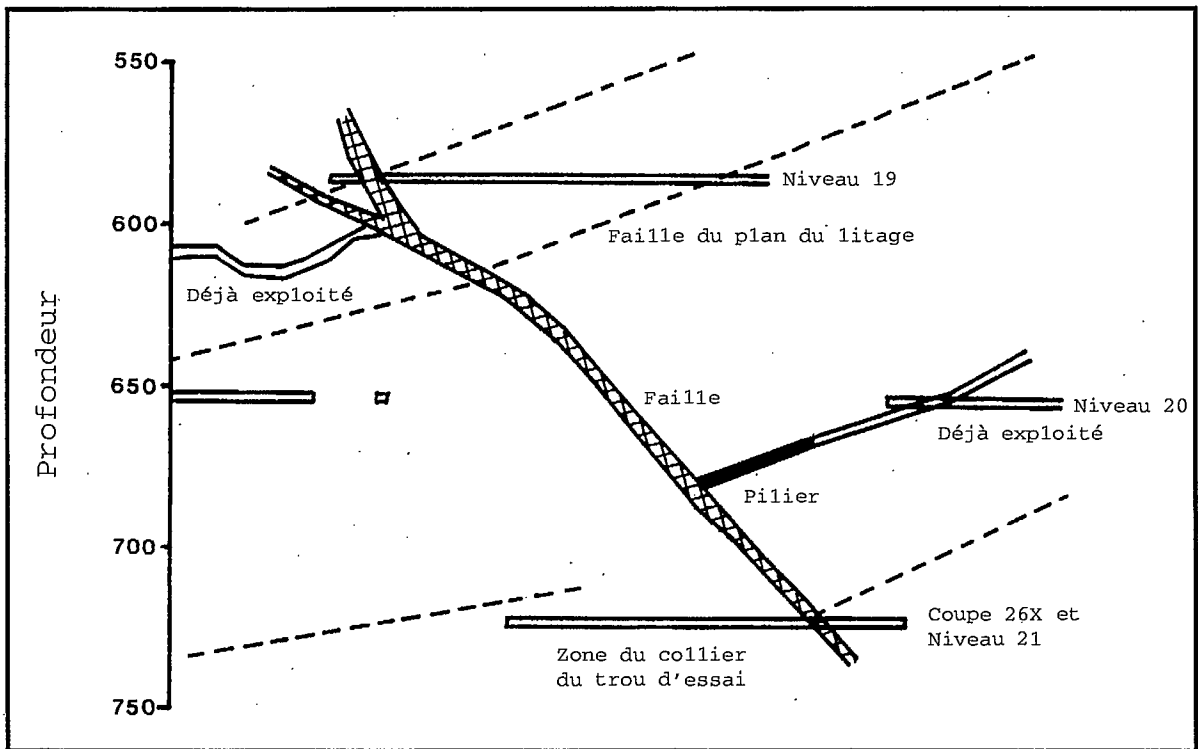 550
Niveau 19
600
Faille du plan du litage
Déjà exploité
Profondeur
650
Faille
Niveau 20
Déjà exploité
Pilier
700
Coupe 26X et
Niveau 21
Zone du collier
du trou d'essai
750